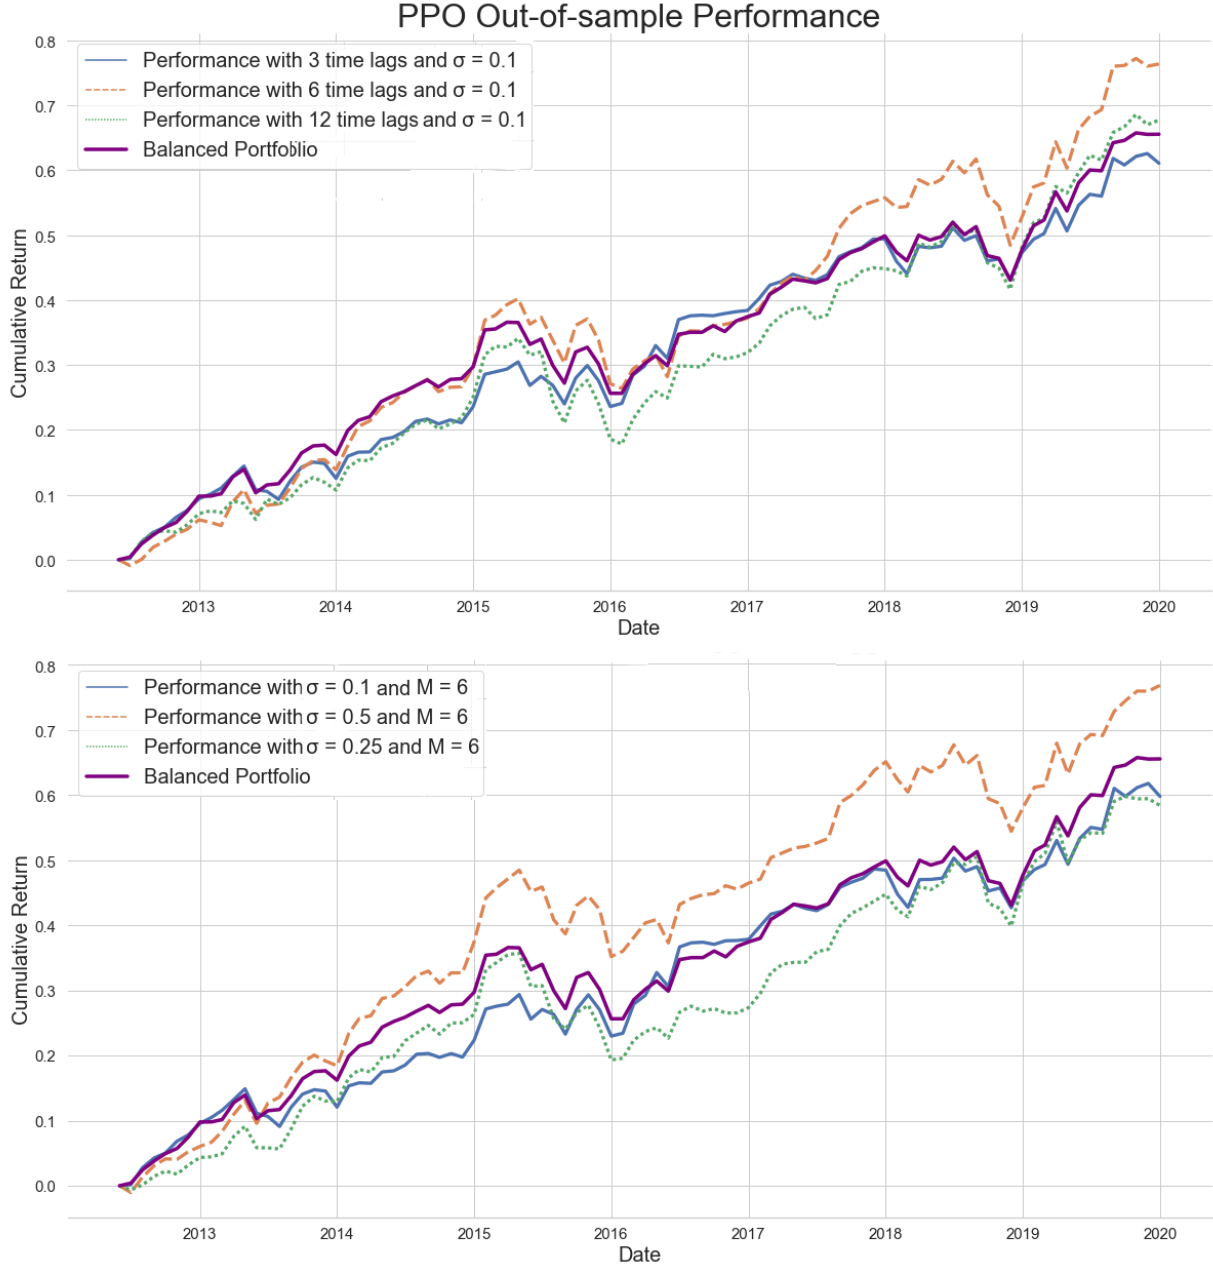 PPO Out-of-sample Performance
0.8
Performance with 3 time lags and σ = 0.1
Performance with 6 time lags and σ = 0.1
Performance with 12 time lags and σ = 0.1
Balanced Portfolio
0.7
0.6
0.5
0.4
0.3
0.2
0.1
0.0
Cumulative Return
2013 2014 2015 2016 2017 2018 2019 2020
Date
0.8
Performance with σ = 0.1 and M = 6
Performance with σ = 0.5 and M = 6
Performance with σ = 0.25 and M = 6
Balanced Portfolio
0.7
0.6
0.5
0.4
0.3
0.2
0.1
0.0
Cumulative Return
2013 2014 2015 2016 2017 2018 2019 2020
Date